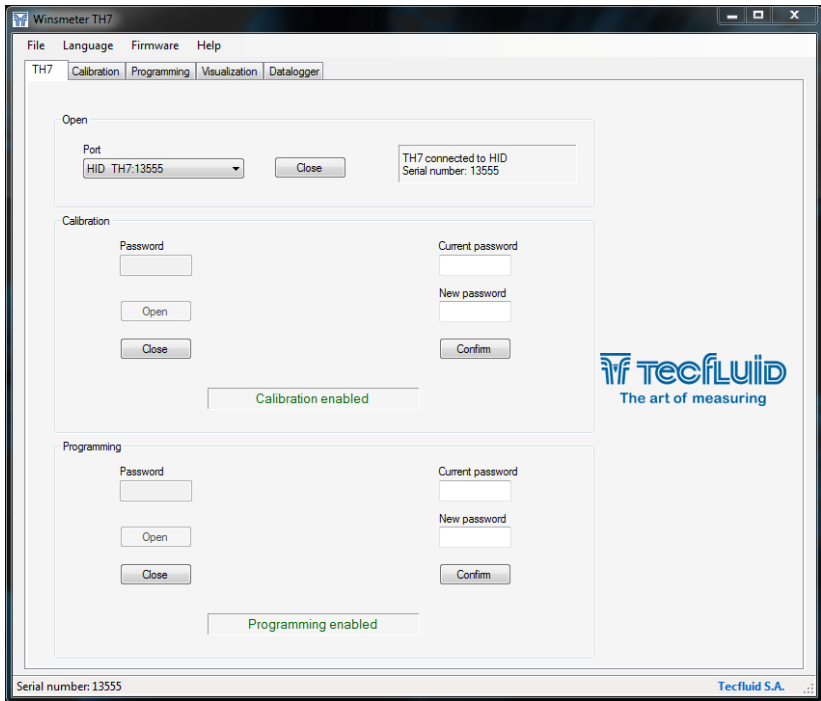 Winsmeter TH7
File Language Firmware Help
TH7 Calibration Programming Visualization Datalogger
Open
Port
HID TH7:13555
Close
TH7 connected to HID
Serial number: 13555
Calibration
Password Current password
New password
Open
Close Confirm
Calibration enabled
Tecfluid
The art of measuring
Programming
Password Current password
New password
Open
Close Confirm
Programming enabled
Serial number: 13555 Tecfluid S.A.